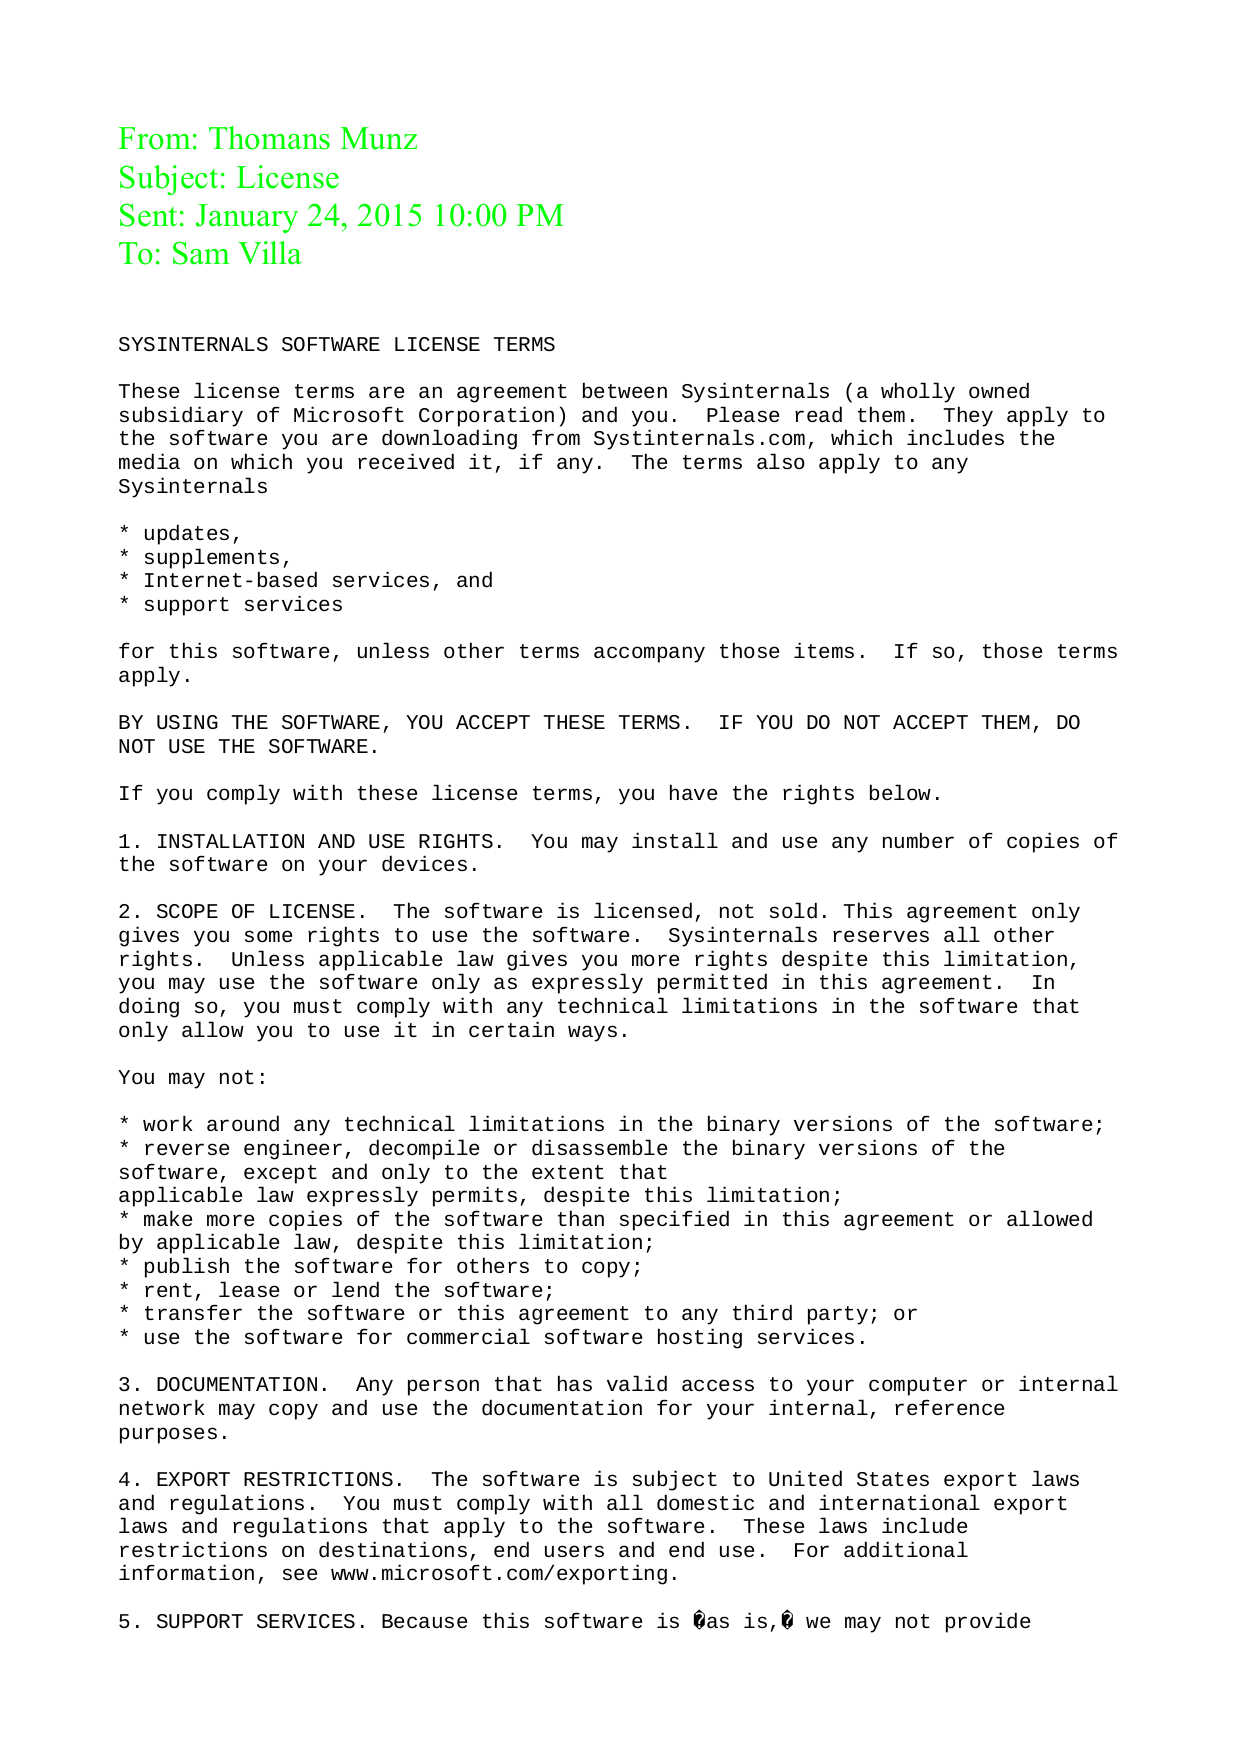 From: Thomans Munz
Subject: License
Sent: January 24, 2015 10:00 PM
To: Sam Villa
SYSINTERNALS SOFTWARE LICENSE TERMS
These license terms are an agreement between Sysinternals (a wholly owned
subsidiary of Microsoft Corporation) and you.  Please read them.  They apply to
the software you are downloading from Systinternals.com, which includes the
media on which you received it, if any.  The terms also apply to any
Sysinternals
* updates,
* supplements,
* Internet-based services, and
* support services
for this software, unless other terms accompany those items.  If so, those terms
apply.
BY USING THE SOFTWARE, YOU ACCEPT THESE TERMS.  IF YOU DO NOT ACCEPT THEM, DO
NOT USE THE SOFTWARE.
If you comply with these license terms, you have the rights below.
1. INSTALLATION AND USE RIGHTS.  You may install and use any number of copies of
the software on your devices.
2. SCOPE OF LICENSE.  The software is licensed, not sold. This agreement only
gives you some rights to use the software.  Sysinternals reserves all other
rights.  Unless applicable law gives you more rights despite this limitation,
you may use the software only as expressly permitted in this agreement.  In
doing so, you must comply with any technical limitations in the software that
only allow you to use it in certain ways.
You may not:
* work around any technical limitations in the binary versions of the software;
* reverse engineer, decompile or disassemble the binary versions of the
software, except and only to the extent that
applicable law expressly permits, despite this limitation;
* make more copies of the software than specified in this agreement or allowed
by applicable law, despite this limitation;
* publish the software for others to copy;
* rent, lease or lend the software;
* transfer the software or this agreement to any third party; or
* use the software for commercial software hosting services.
3. DOCUMENTATION.  Any person that has valid access to your computer or internal
network may copy and use the documentation for your internal, reference
purposes.
4. EXPORT RESTRICTIONS.  The software is subject to United States export laws
and regulations.  You must comply with all domestic and international export
laws and regulations that apply to the software.  These laws include
restrictions on destinations, end users and end use.  For additional
information, see www.microsoft.com/exporting.
5. SUPPORT SERVICES. Because this software is �as is,� we may not provide